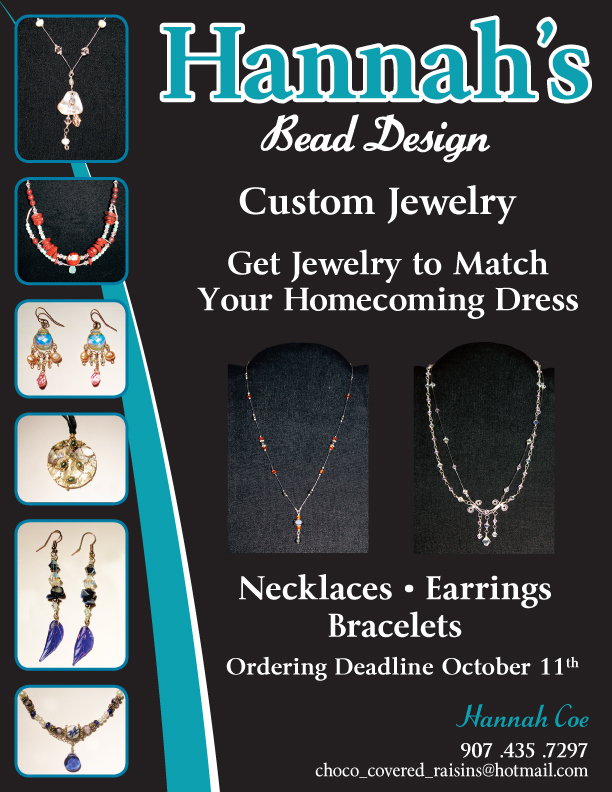 Hannah's
Bead Design
Custom Jewelry
Get Jewelry to Match
Your Homecoming Dress
Necklaces • Earrings
Bracelets
Ordering Deadline October 11th
Hannah Coe
907 .435 .7297
choco_covered_raisins@hotmail.com